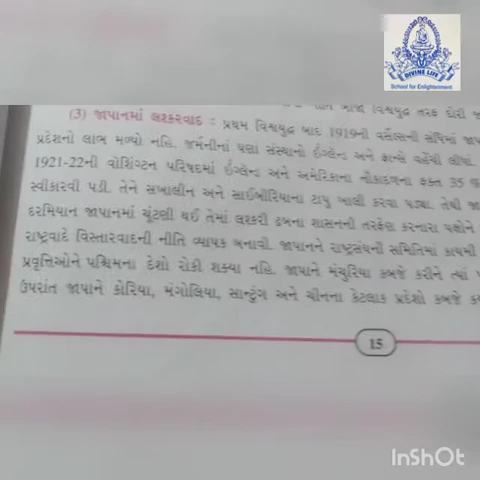 DIVINE LIFE
School for Enlightenment
વિશ્વયુદ્ધ તરફ દોરી
(3) જાપાનમાં લશ્કરવાદ : પ્રથમ વિશ્વયુદ્ધ બાદ 1919ની વર્સેલ્સની સંધિમાં
પ્રદેશનો લાભ મળ્યો નહિ. જર્મનીનાં ઘણાં સંસ્થાનો ઇંગ્લૅન્ડ અને ફ્રાન્સે વહેંચી લીધાં.
1921-22ની વૉશિંગ્ટન પરિષદમાં ઇંગ્લૅન્ડ અને અમેરિકાના નૌકાદળના ફક્ત 35
સ્વીકારવી પડી. તેને સખાલીન અને સાઇબીરિયાના ટાપુ ખાલી કરવા પડ્યા. તેથી
દરમિયાન જાપાનમાં ચૂંટણી થઈ તેમાં લશ્કરી ઢબના શાસનની તરફેણ કરનારા પક્ષોને
રાષ્ટ્રવાદે વિસ્તારવાદની નીતિ વ્યાપક બનાવી. જાપાનને રાષ્ટ્રસંઘની સમિતિમાં કાયમી
પ્રવૃત્તિઓને પશ્ચિમના દેશો રોકી શક્યા નહિ. જાપાને મંચુરિયા કબજે કરીને ત્યાં
ઉપરાંત જાપાને કોરિયા, મંગોલિયા, સાન્ટુંગ અને ચીનના કેટલાક પ્રદેશો કબજે
15
InShOt